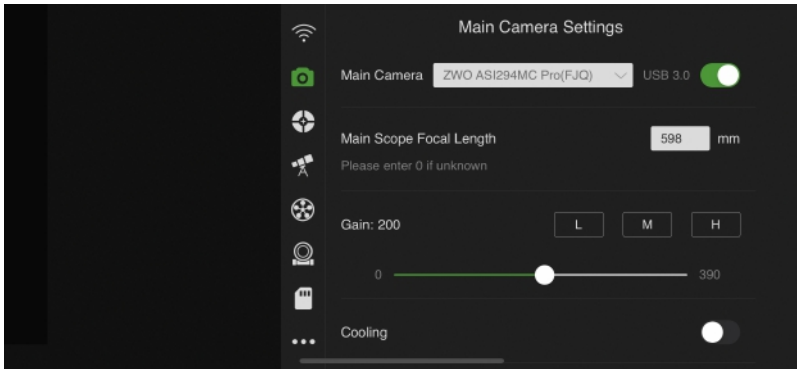 Main Camera Settings
Main Camera ZWO ASI294MC Pro(FJQ) USB 3.0
Main Scope Focal Length 598 mm
Please enter 0 if unknown
Gain: 200 L M H
0 390
Cooling